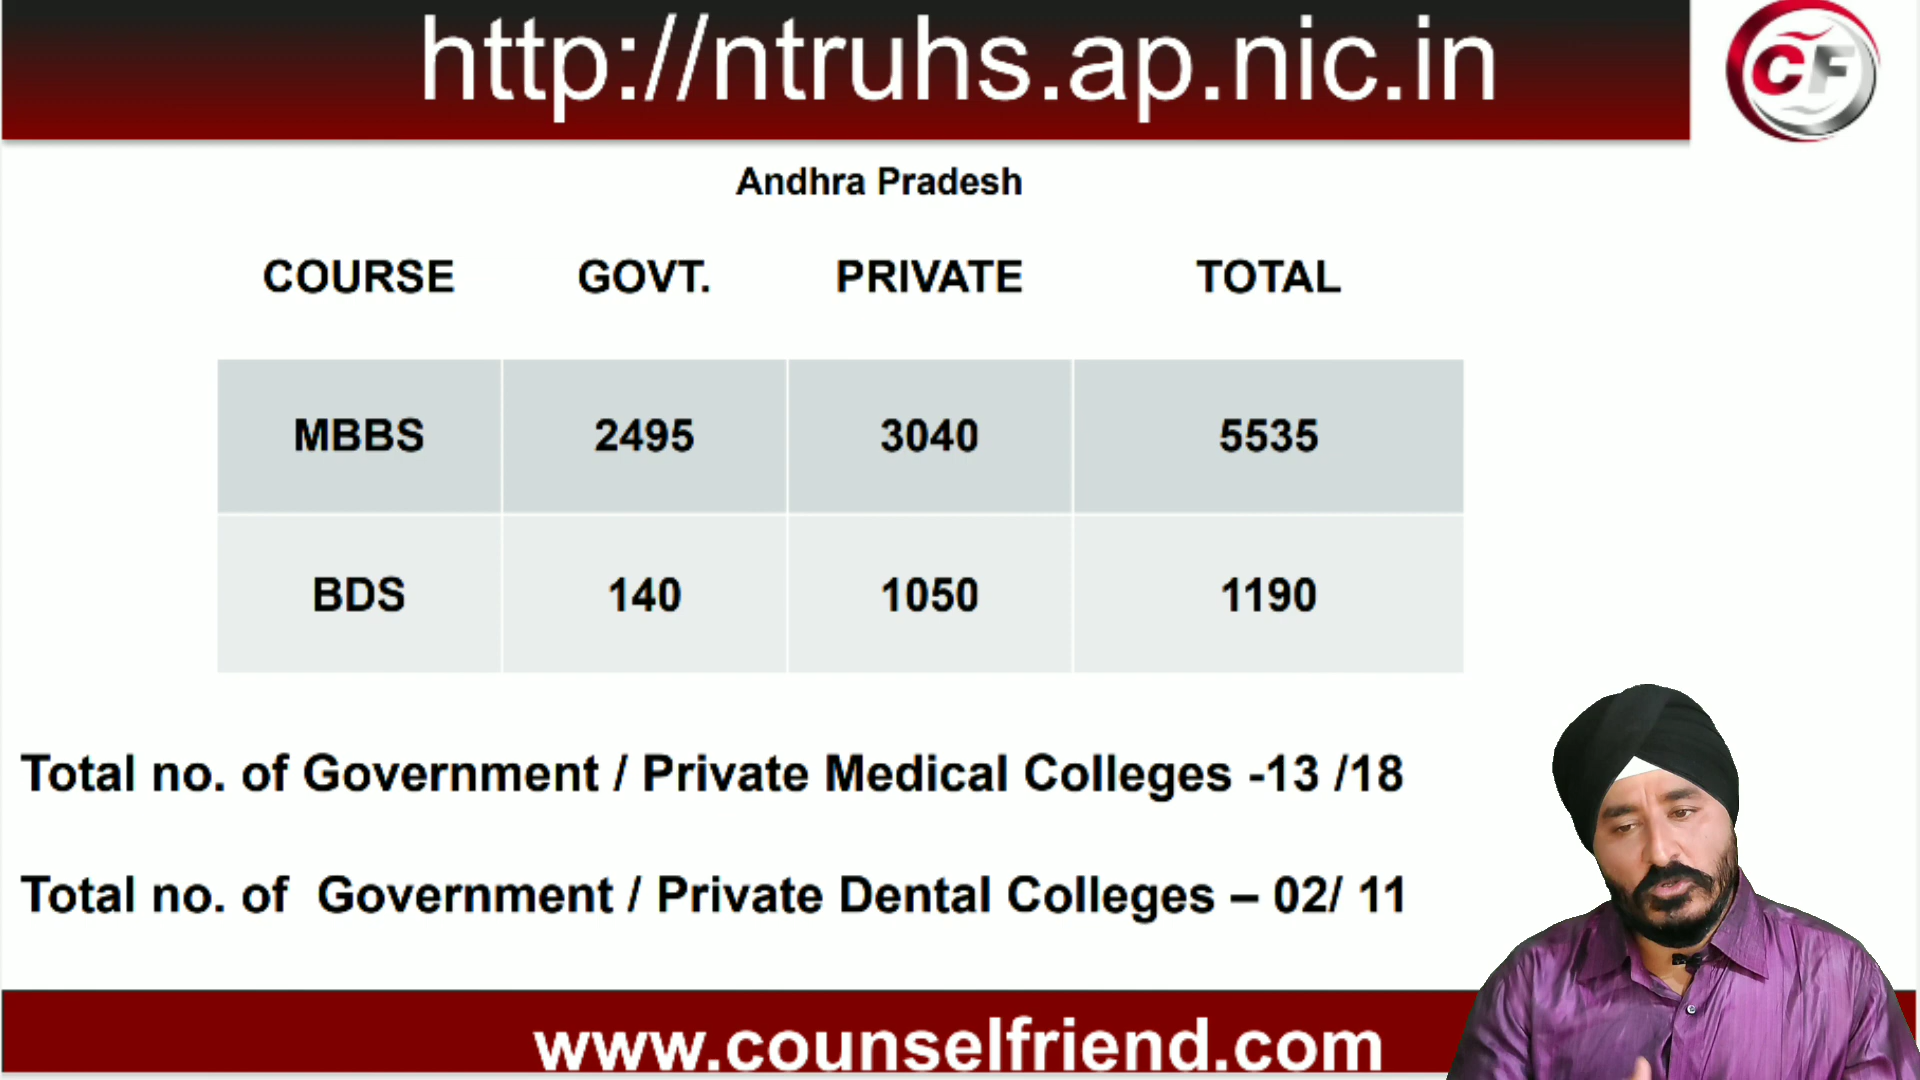 http://ntruhs.ap.nic.in
CF
Andhra Pradesh
COURSE GOVT. PRIVATE TOTAL
MBBS 2495 3040 5535
BDS 140 1050 1190
Total no. of Government / Private Medical Colleges -13 /18
Total no. of Government / Private Dental Colleges – 02/ 11
www.counselfriend.com